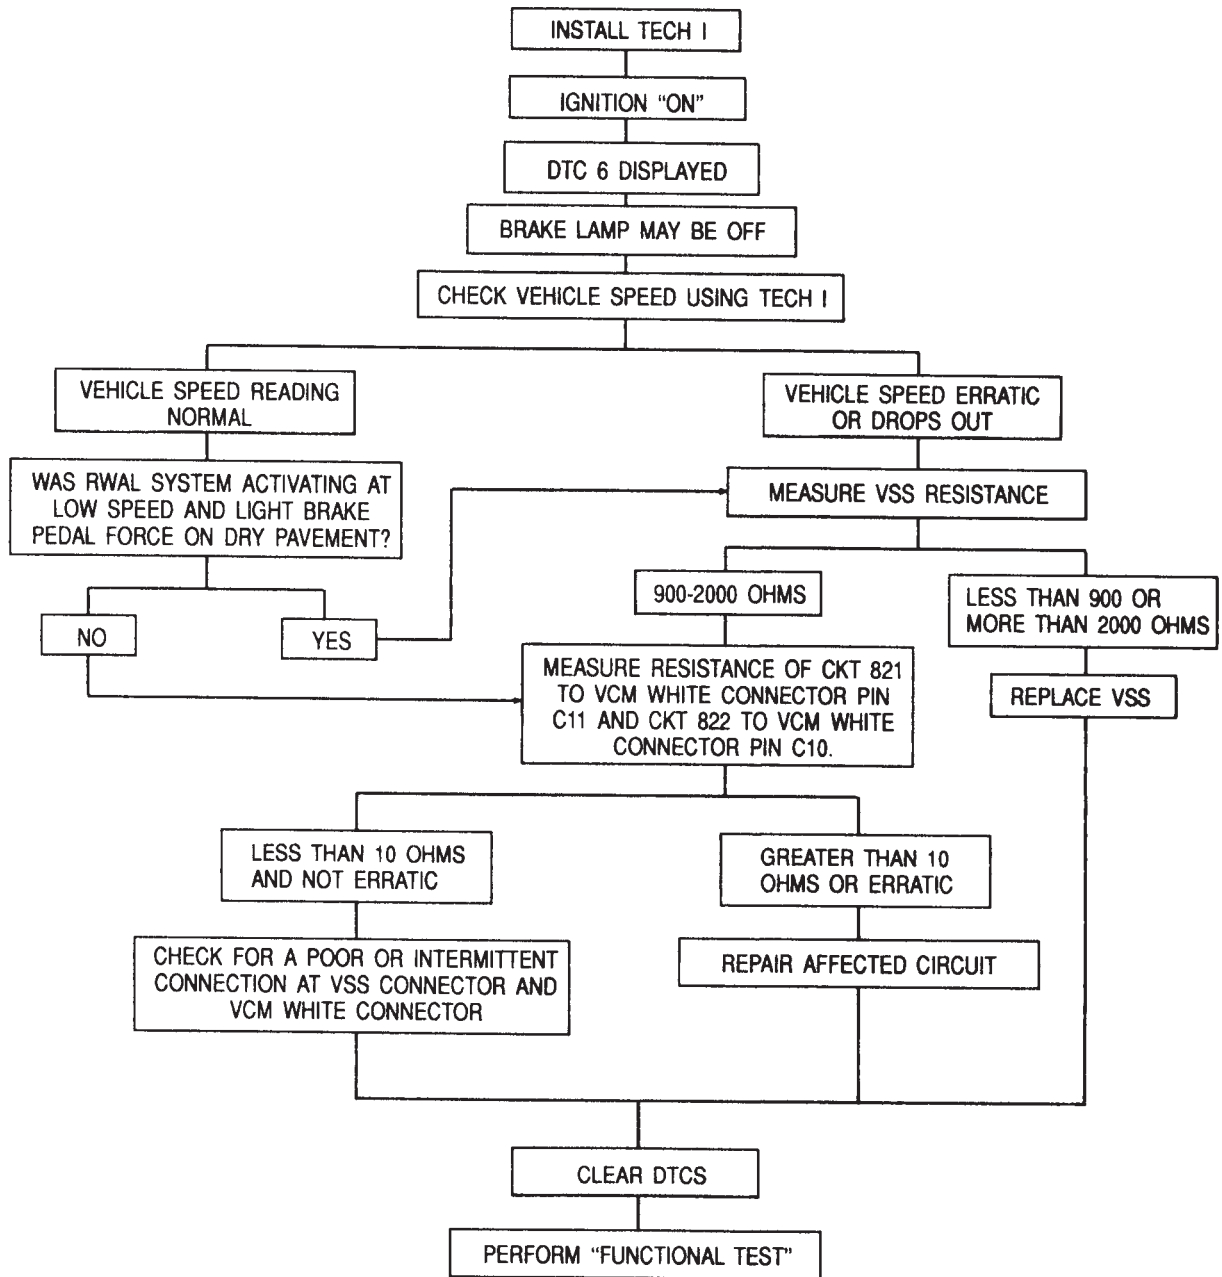 INSTALL TECH I
IGNITION “ON”
DTC 6 DISPLAYED
BRAKE LAMP MAY BE OFF
CHECK VEHICLE SPEED USING TECH I
VEHICLE SPEED READING
NORMAL
VEHICLE SPEED ERRATIC
OR DROPS OUT
WAS RWAL SYSTEM ACTIVATING AT
LOW SPEED AND LIGHT BRAKE
PEDAL FORCE ON DRY PAVEMENT?
MEASURE VSS RESISTANCE
NO
YES
900-2000 OHMS
LESS THAN 900 OR
MORE THAN 2000 OHMS
MEASURE RESISTANCE OF CKT 821
TO VCM WHITE CONNECTOR PIN
C11 AND CKT 822 TO VCM WHITE
CONNECTOR PIN C10.
REPLACE VSS
LESS THAN 10 OHMS
AND NOT ERRATIC
GREATER THAN 10
OHMS OR ERRATIC
CHECK FOR A POOR OR INTERMITTENT
CONNECTION AT VSS CONNECTOR AND
VCM WHITE CONNECTOR
REPAIR AFFECTED CIRCUIT
CLEAR DTCS
PERFORM “FUNCTIONAL TEST”